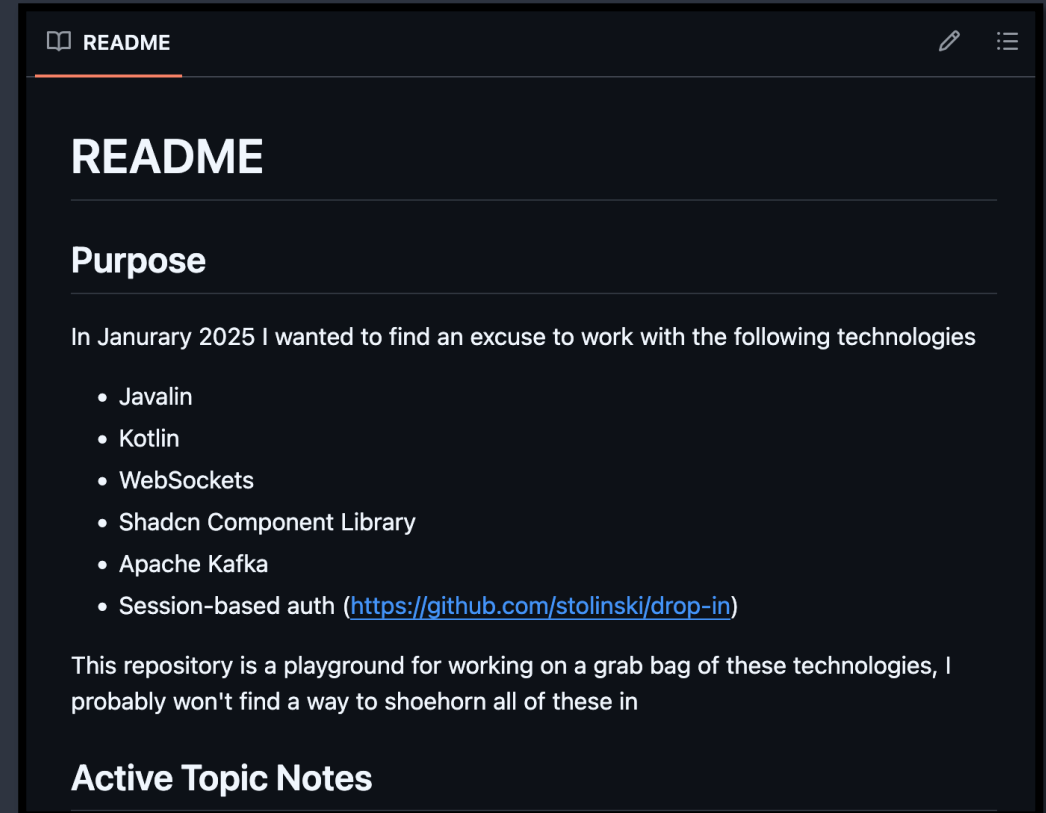 README
README
Purpose
In Janurary 2025 I wanted to find an excuse to work with the following technologies
• Javalin
• Kotlin
• WebSockets
• Shadcn Component Library
• Apache Kafka
• Session-based auth (https://github.com/stolinski/drop-in)
This repository is a playground for working on a grab bag of these technologies, I
probably won't find a way to shoehorn all of these in
Active Topic Notes